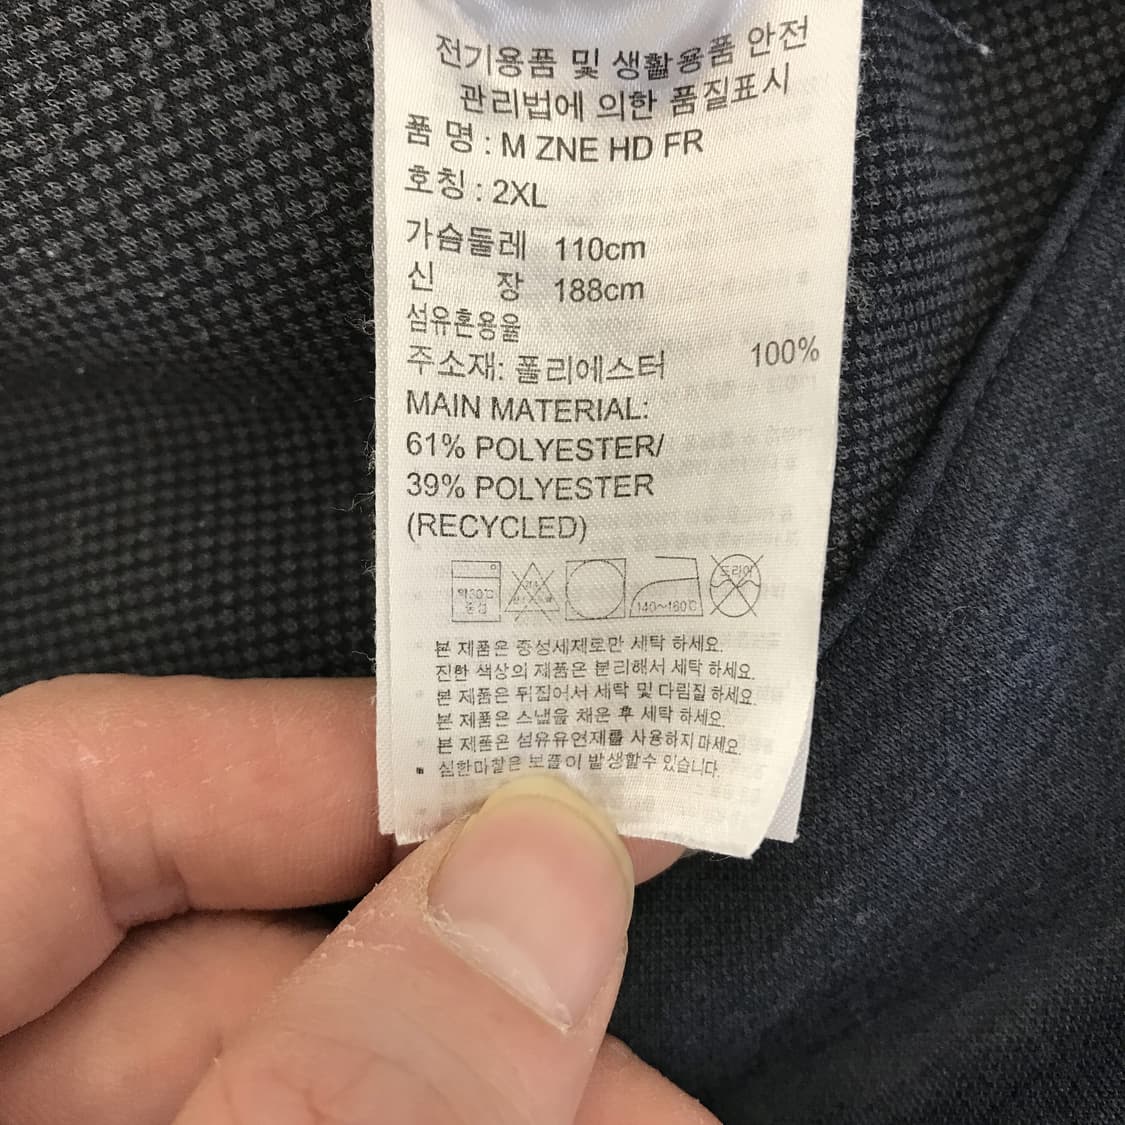 전기용품 및 생활용품 안전
관리법에 의한 품질표시
품 명 : M ZNE HD FR
호칭 : 2XL
가슴둘레 110cm
신 장 188cm
섬유혼용율
주소재: 폴리에스터 100%
MAIN MATERIAL:
61% POLYESTER/
39% POLYESTER
(RECYCLED)
약30℃ 중성 140~160℃ 드라이
본 제품은 중성세제로만 세탁 하세요.
진한 색상의 제품은 분리해서 세탁 하세요.
본 제품은 뒤집어서 세탁 및 다림질 하세요.
본 제품은 스냅을 채운 후 세탁 하세요.
본 제품은 섬유유연제를 사용하지마세요.
심한마찰은 보풀이 발생할수 있습니다.